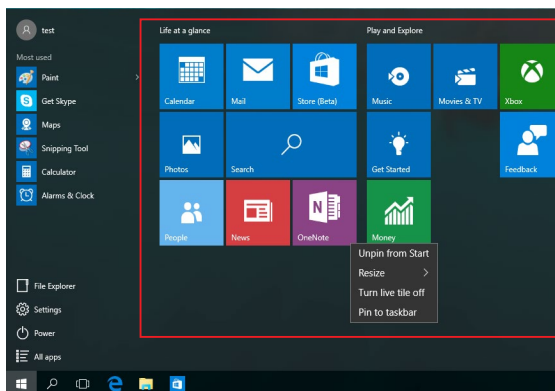 test
Most used
Paint
Get Skype
Maps
Snipping Tool
Calculator
Alarms & Clock
File Explorer
Settings
Power
All apps
Life at a glance
Calendar
Mail
Store (Beta)
Photos
Search
People
News
N
OneNote
Play and Explore
Music
Movies & TV
Xbox
Get Started
Feedback
Money
Unpin from Start
Resize
Turn live tile off
Pin to taskbar